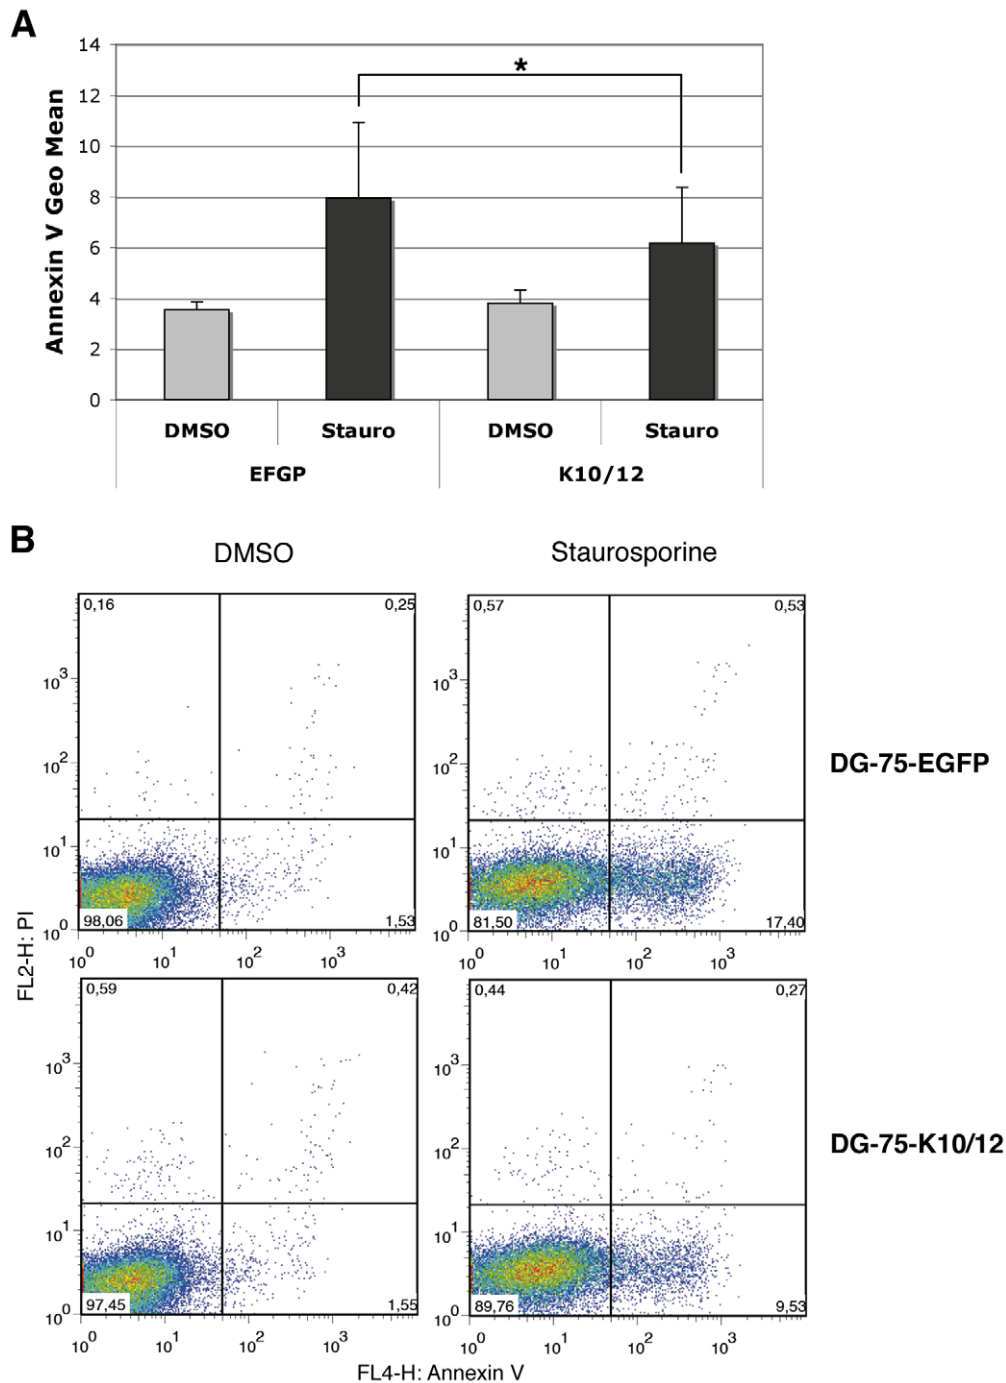 A
14
12
10
8
6
4
2
0
Annexin V Geo Mean
*
DMSO Stauro DMSO Stauro
EFGP K10/12
B
DMSO Staurosporine
0,16 0,25 0,57 0,53
10³ 10³
10² 10²
10¹ 10¹
10⁰ 10⁰
98,06 1,53 81,50 17,40
10⁰ 10¹ 10² 10³ 10⁰ 10¹ 10² 10³
DG-75-EGFP
FL2-H: PI
0,59 0,42 0,44 0,27
10³ 10³
10² 10²
10¹ 10¹
10⁰ 10⁰
97,45 1,55 89,76 9,53
10⁰ 10¹ 10² 10³ 10⁰ 10¹ 10² 10³
DG-75-K10/12
FL4-H: Annexin V